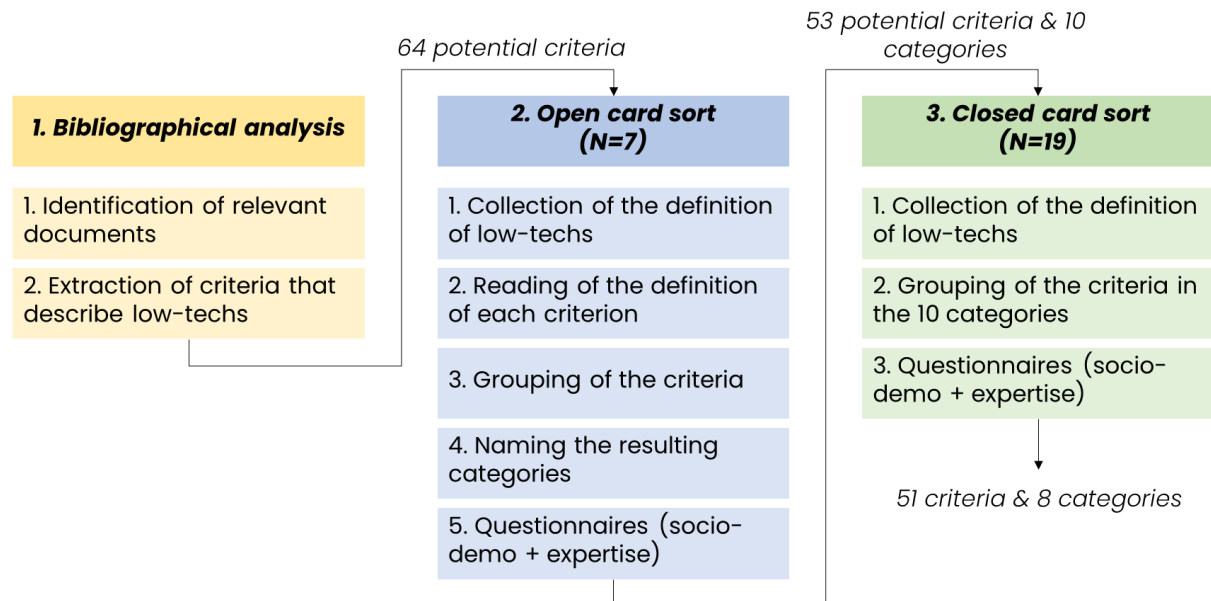 64 potential criteria
53 potential criteria & 10
categories
1. Bibliographical analysis
1. Identification of relevant
documents
2. Extraction of criteria that
describe low-techs
2. Open card sort
(N=7)
1. Collection of the definition
of low-techs
2. Reading of the definition
of each criterion
3. Grouping of the criteria
4. Naming the resulting
categories
5. Questionnaires (socio-
demo + expertise)
3. Closed card sort
(N=19)
1. Collection of the definition
of low-techs
2. Grouping of the criteria in
the 10 categories
3. Questionnaires (socio-
demo + expertise)
51 criteria & 8 categories